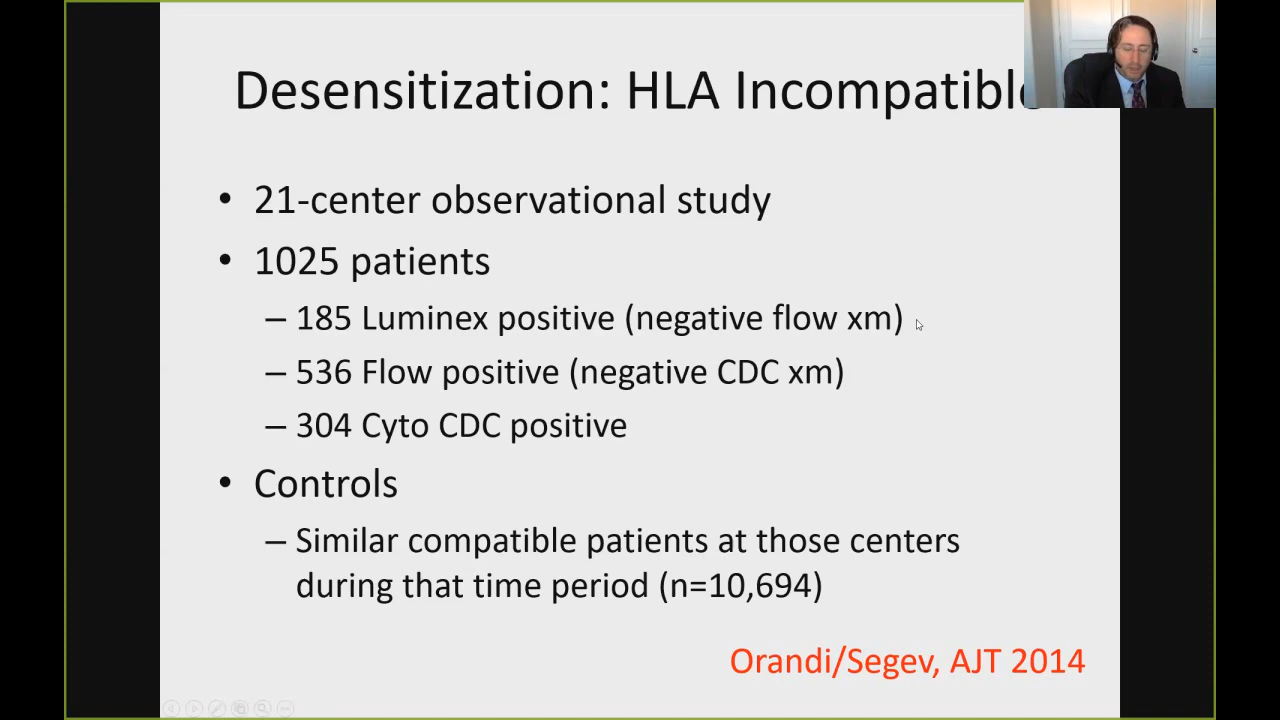 Desensitization: HLA Incompatible
• 21-center observational study
• 1025 patients
– 185 Luminex positive (negative flow xm)
– 536 Flow positive (negative CDC xm)
– 304 Cyto CDC positive
• Controls
– Similar compatible patients at those centers
during that time period (n=10,694)
Orandi/Segev, AJT 2014